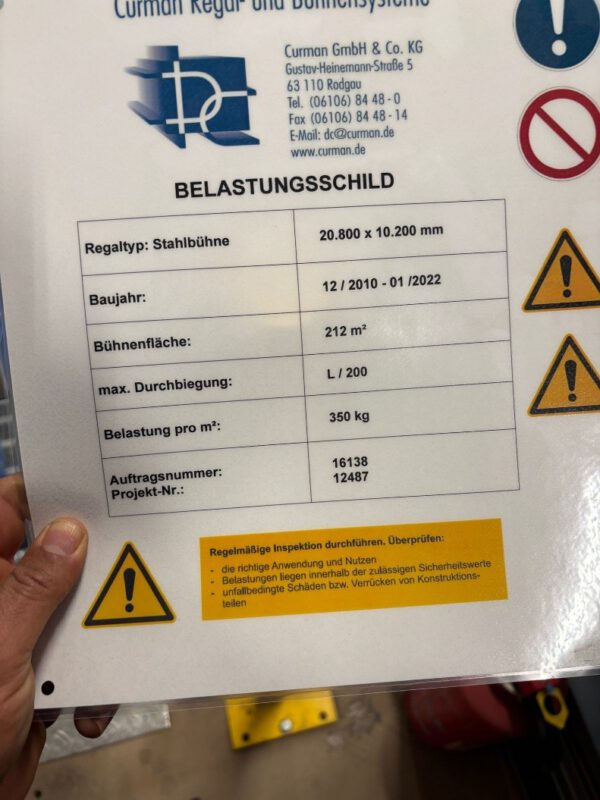 Curman Regal- und Bühnensysteme
Curman GmbH & Co. KG
Gustav-Heinemann-Straße 5
63 110 Rodgau
Tel. (06106) 84 48 - 0
Fax (06106) 84 48 - 14
E-Mail: dc@curman.de
www.curman.de
BELASTUNGSSCHILD
Regaltyp: Stahlbühne 20.800 x 10.200 mm
Baujahr: 12 / 2010 - 01 /2022
Bühnenfläche: 212 m²
max. Durchbiegung: L / 200
Belastung pro m²: 350 kg
Auftragsnummer: 16138
Projekt-Nr.: 12487
Regelmäßige Inspektion durchführen. Überprüfen:
- die richtige Anwendung und Nutzen
- Belastungen liegen innerhalb der zulässigen Sicherheitswerte
- unfallbedingte Schäden bzw. Verrücken von Konstruktions-
teilen